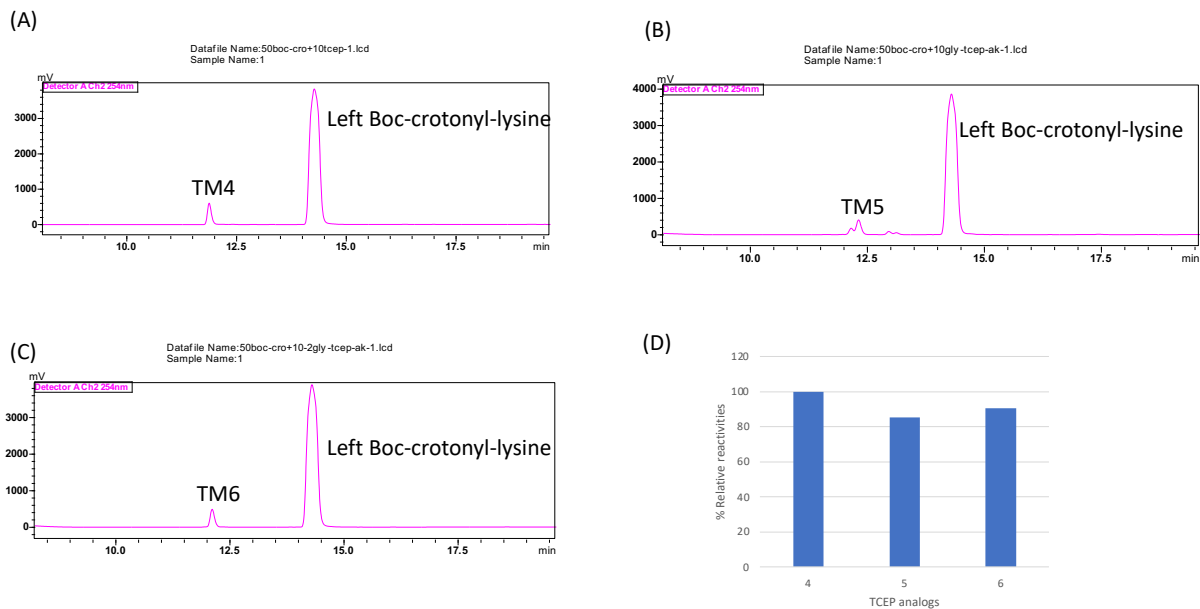 (A)
Datafile Name:50boc-cro+10tcep-1.lcd
Sample Name:1
mV
Detector A Ch2 254nm
3000
2000
1000
0
TM4
Left Boc-crotonyl-lysine
10.0 12.5 15.0 17.5 min
(B)
Datafile Name:50boc-cro+10gly-tcep-ak-1.lcd
Sample Name:1
mV
4000
Detector A Ch2 254nm
3000
2000
1000
0
TM5
Left Boc-crotonyl-lysine
10.0 12.5 15.0 17.5 min
(C)
Datafile Name:50boc-cro+10-2gly-tcep-ak-1.lcd
Sample Name:1
mV
Detector A Ch2 254nm
3000
2000
1000
0
TM6
Left Boc-crotonyl-lysine
10.0 12.5 15.0 17.5 min
(D)
% Relative reactivities
120
100
80
60
40
20
0
4 5 6
TCEP analogs